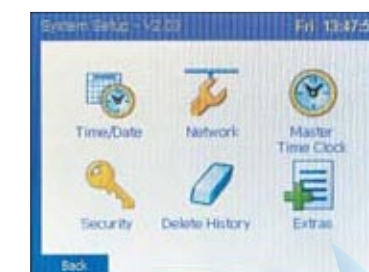 System Setup - V2.03 Fri 13:47:5
Time/Date Network Master
Time Clock
Security Delete History Extras
Back